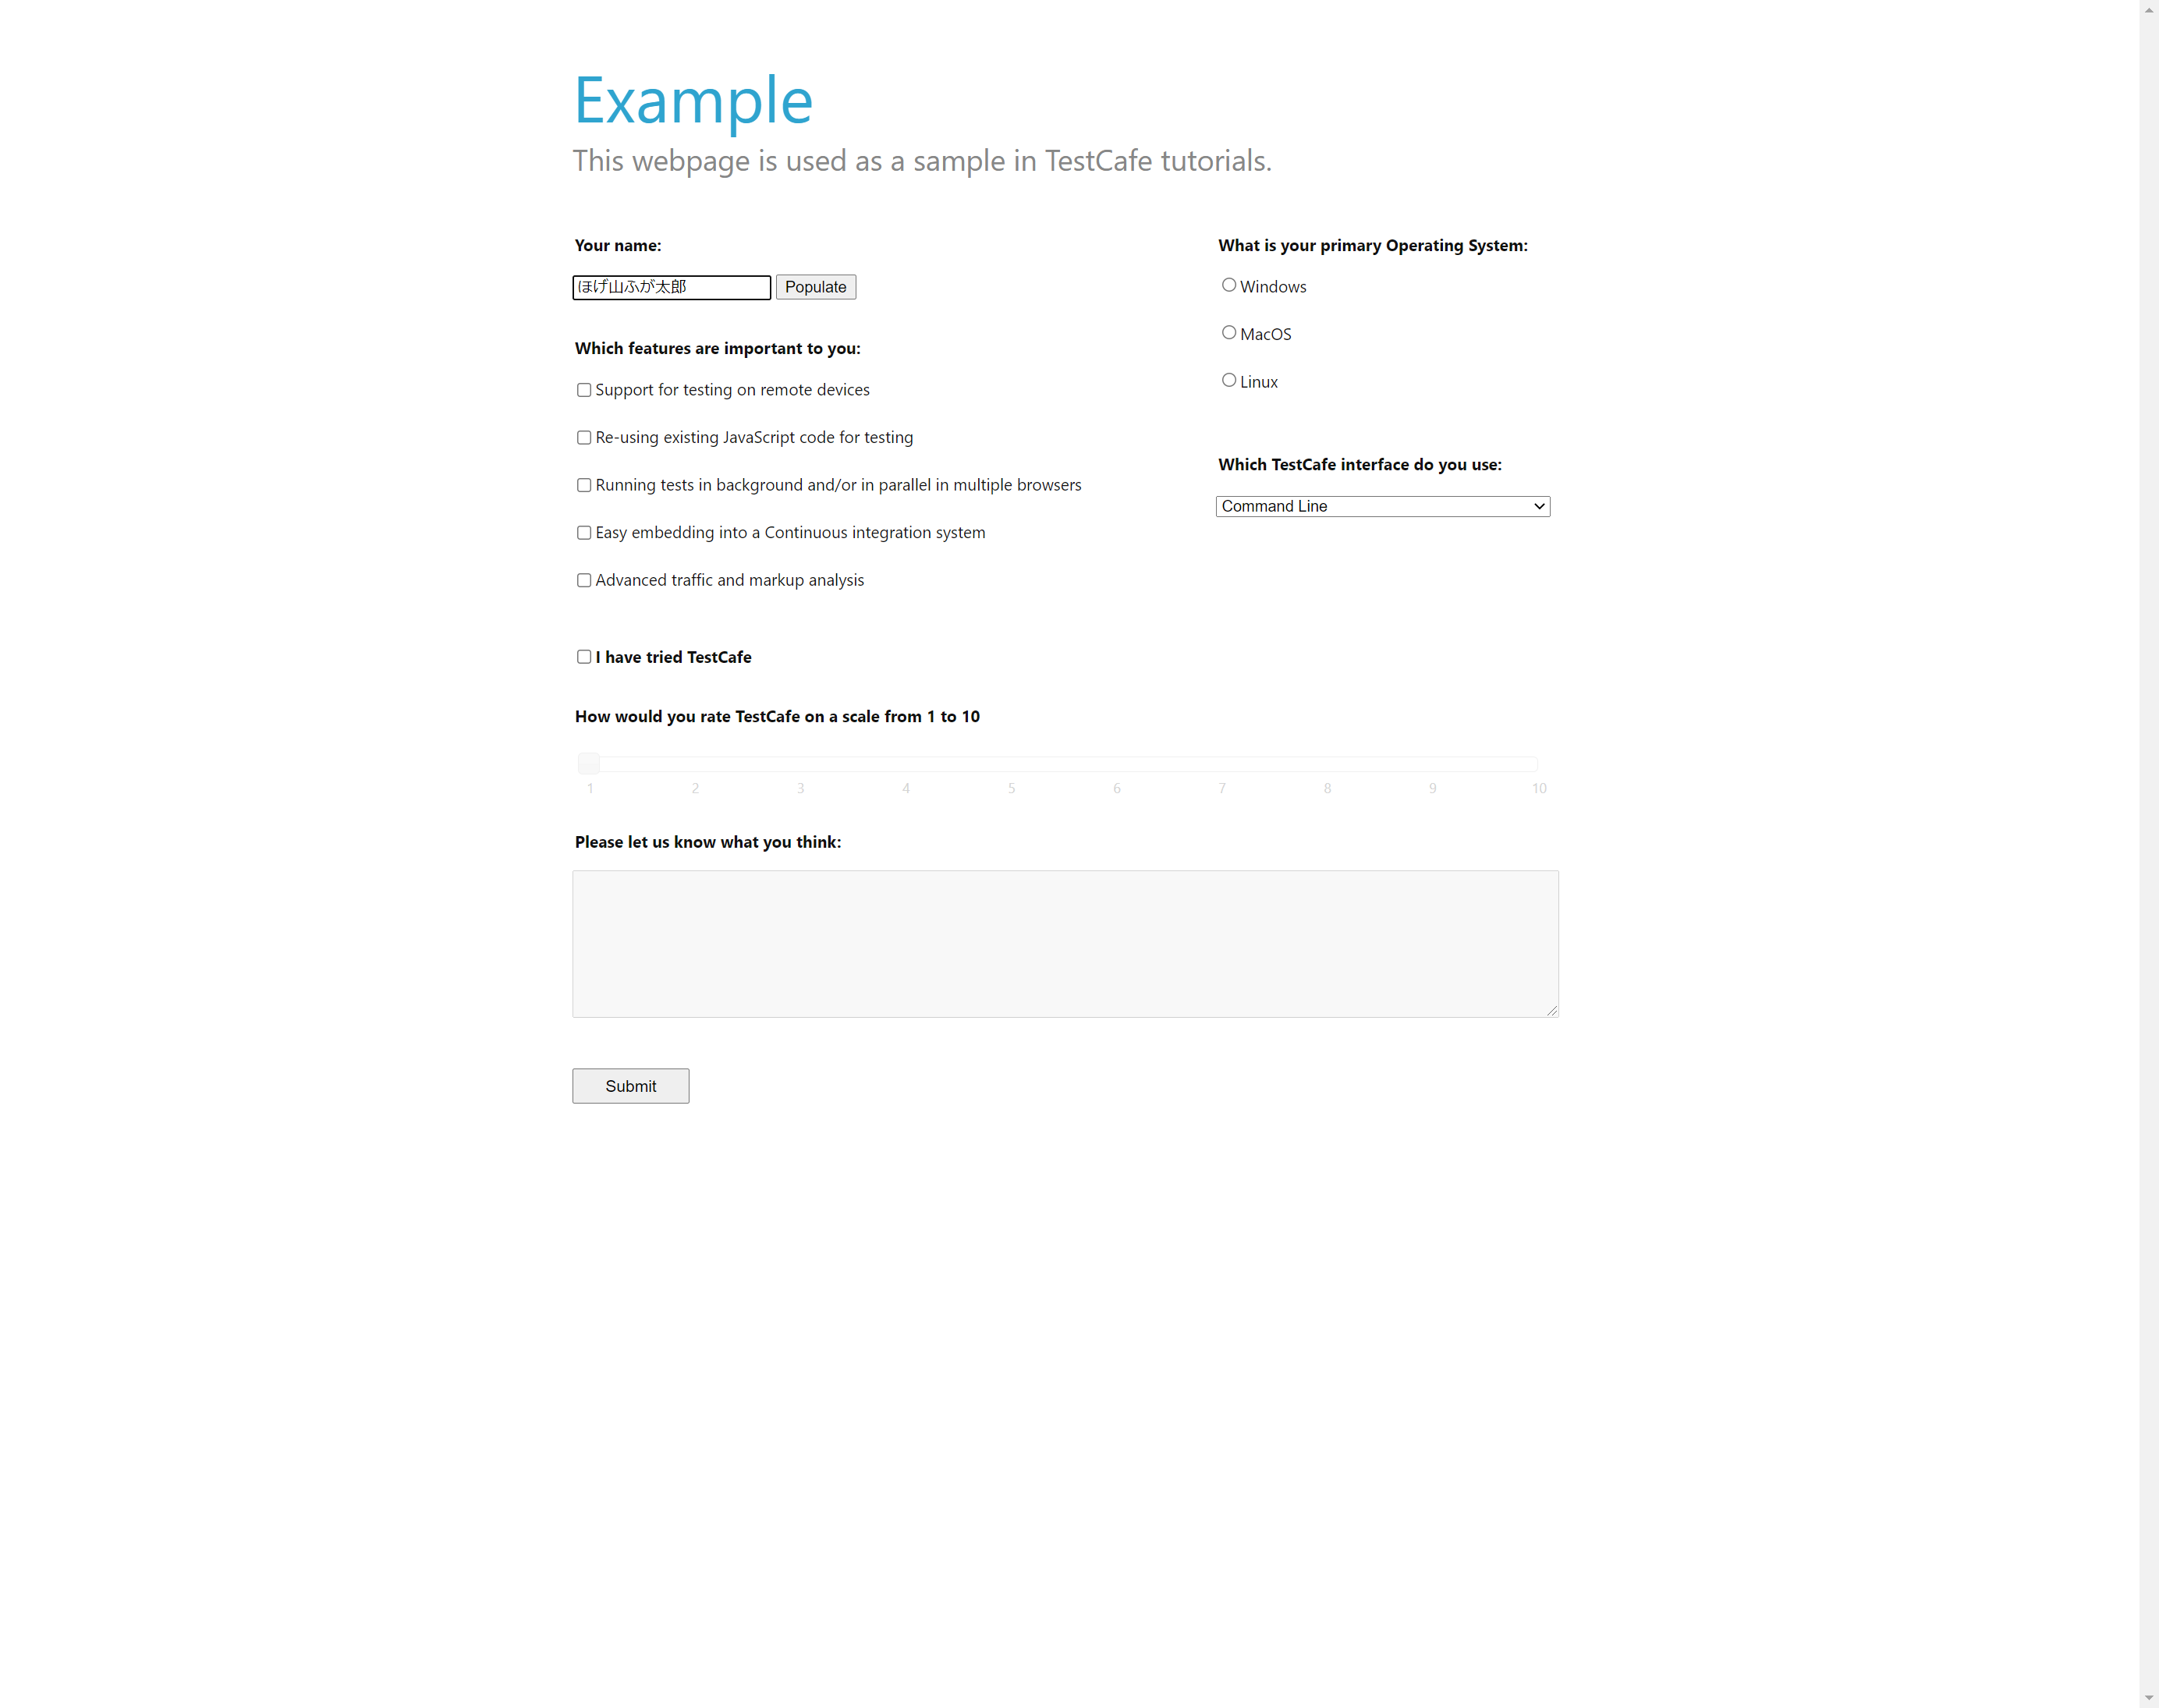 Example
This webpage is used as a sample in TestCafe tutorials.
Your name:
ほげ山ふが太郎 Populate
Which features are important to you:
Support for testing on remote devices
Re-using existing JavaScript code for testing
Running tests in background and/or in parallel in multiple browsers
Easy embedding into a Continuous integration system
Advanced traffic and markup analysis
What is your primary Operating System:
Windows
MacOS
Linux
Which TestCafe interface do you use:
Command Line
I have tried TestCafe
How would you rate TestCafe on a scale from 1 to 10
1 2 3 4 5 6 7 8 9 10
Please let us know what you think:
Submit